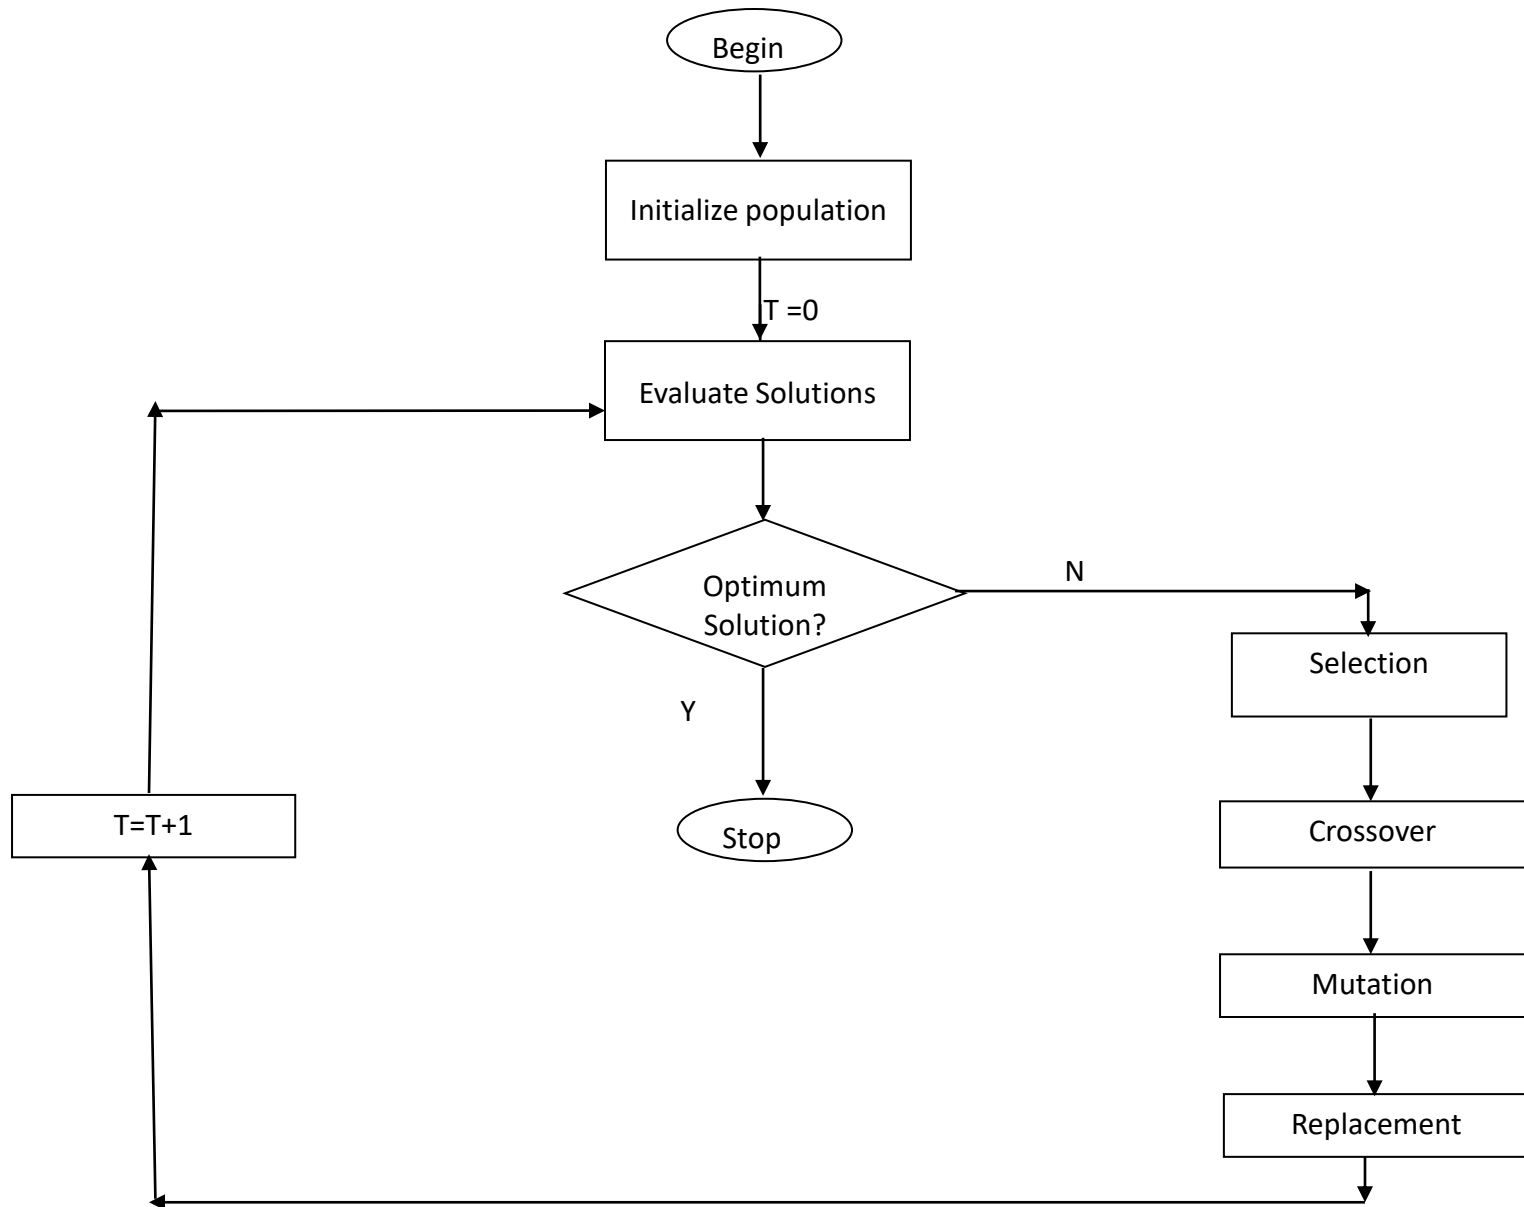 Begin
Initialize population
T =0
Evaluate Solutions
Optimum
Solution?
N
Selection
Y
Stop
T=T+1
Crossover
Mutation
Replacement